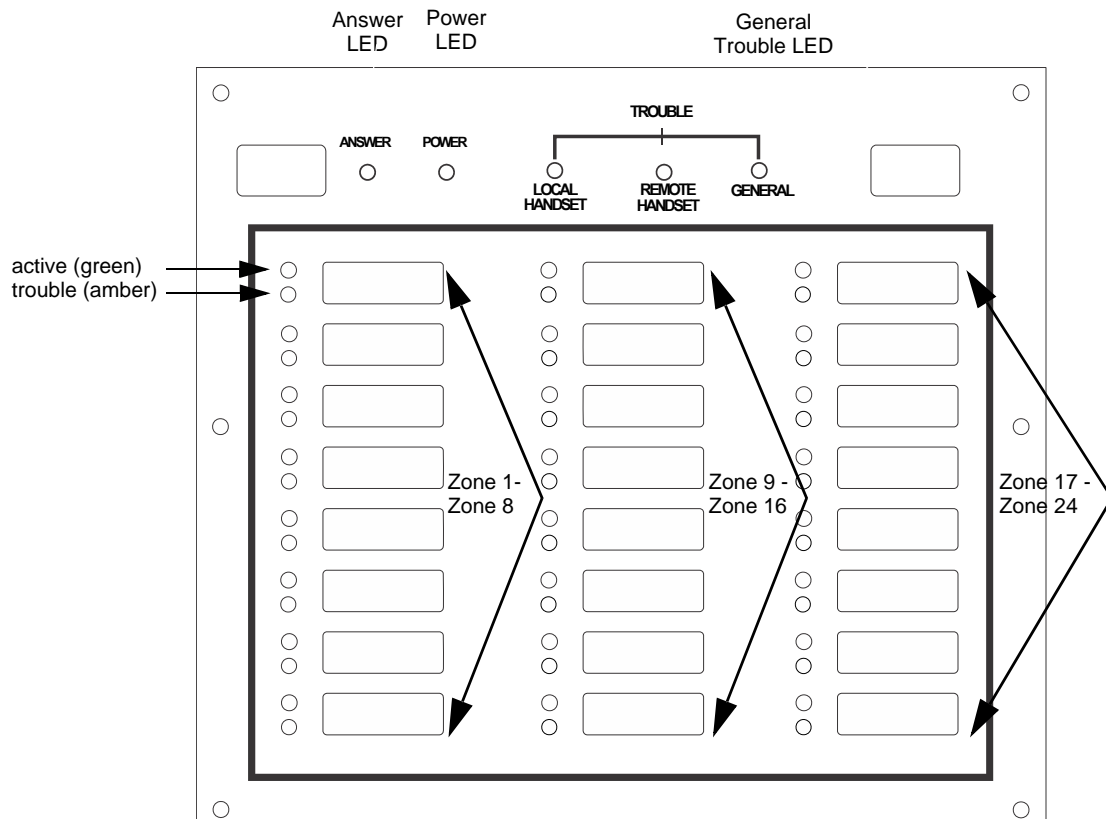 Answer
LED
Power
LED
General
Trouble LED
TROUBLE
ANSWER
POWER
LOCAL
HANDSET
REMOTE
HANDSET
GENERAL
active (green)
trouble (amber)
Zone 1-
Zone 8
Zone 9 -
Zone 16
Zone 17 -
Zone 24